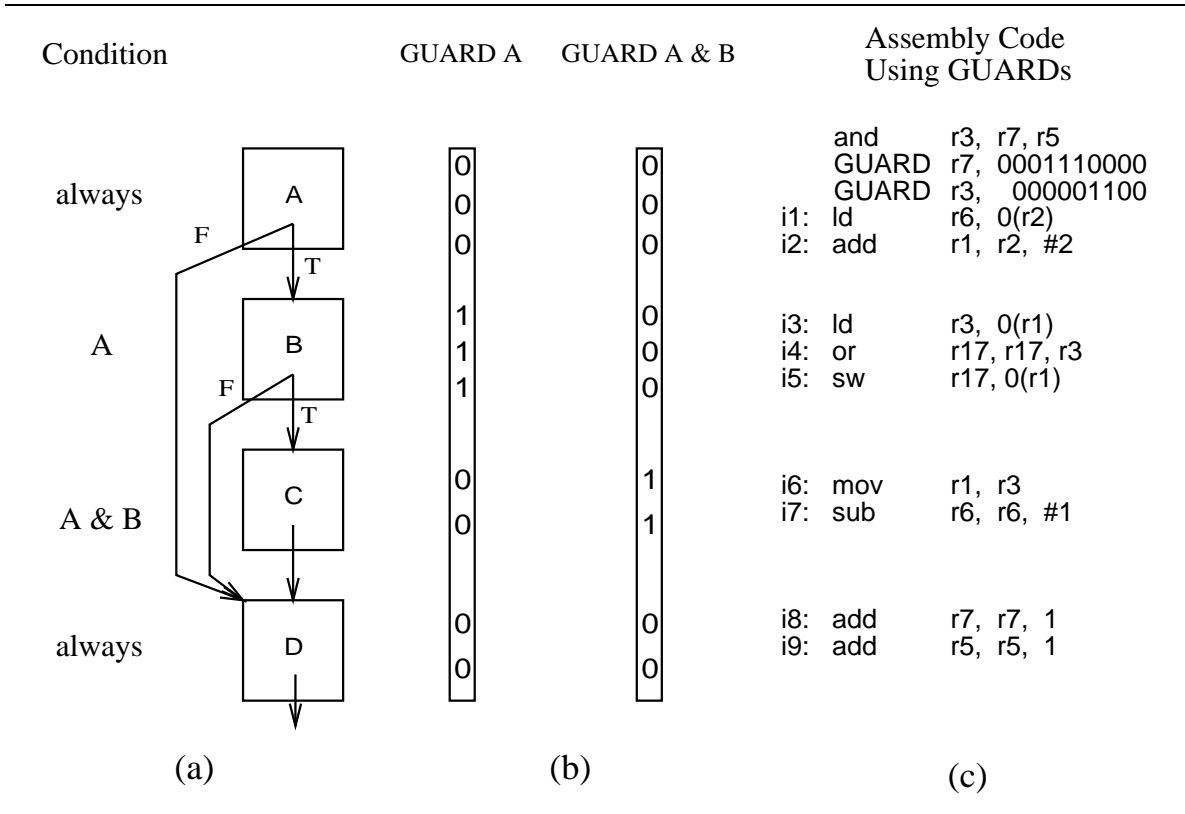 Condition
GUARD A
GUARD A & B
Assembly Code
Using GUARDs
always
A
F
T
A
B
F
T
A & B
C
always
D
0
0
0
1
1
1
0
0
0
0
0
0
0
0
0
0
1
1
0
0
and r3, r7, r5
GUARD r7, 0001110000
GUARD r3, 000001100
i1: ld r6, 0(r2)
i2: add r1, r2, #2
i3: ld r3, 0(r1)
i4: or r17, r17, r3
i5: sw r17, 0(r1)
i6: mov r1, r3
i7: sub r6, r6, #1
i8: add r7, r7, 1
i9: add r5, r5, 1
(a)
(b)
(c)